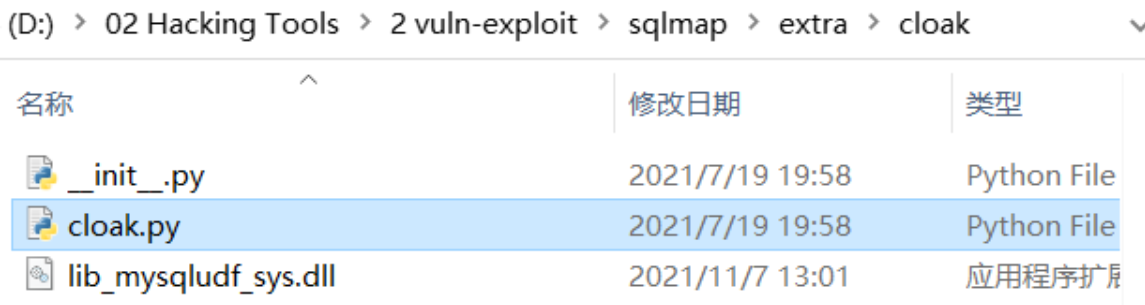 (D:) > 02 Hacking Tools > 2 vuln-exploit > sqlmap > extra > cloak
名称 修改日期 类型
__init__.py 2021/7/19 19:58 Python File
cloak.py 2021/7/19 19:58 Python File
lib_mysqludf_sys.dll 2021/11/7 13:01 应用程序扩展